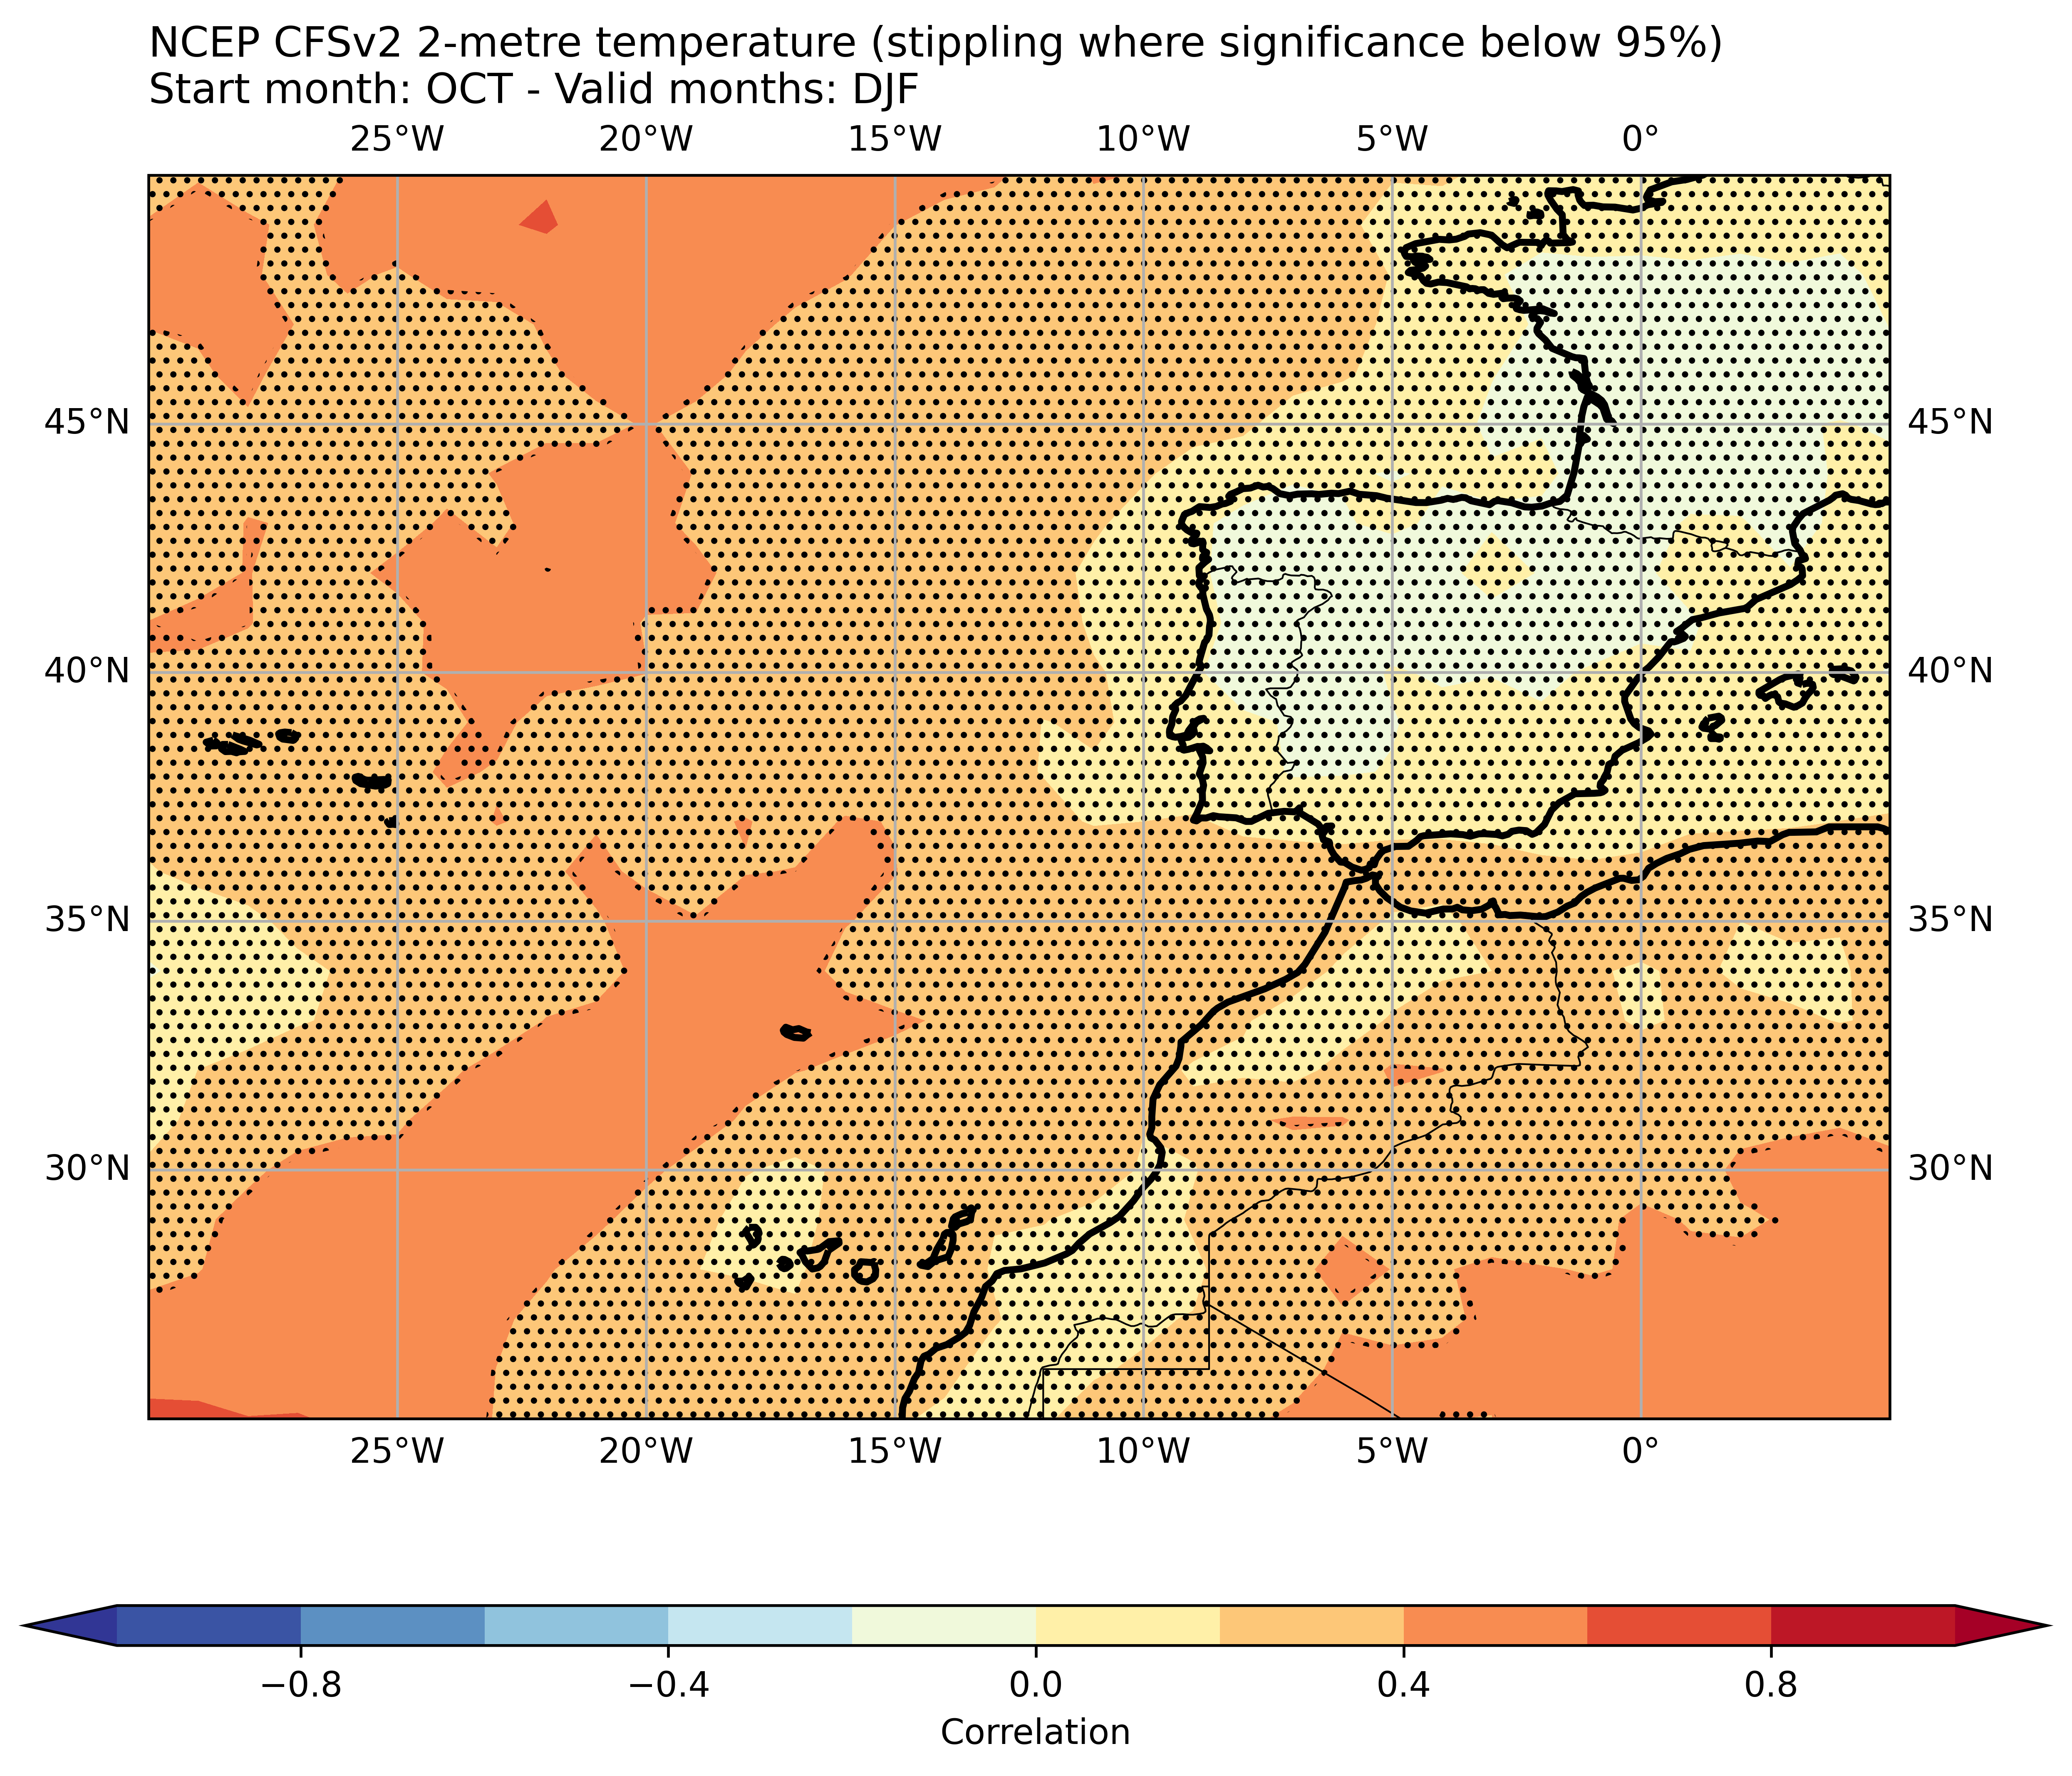 NCEP CFSv2 2-metre temperature (stippling where significance below 95%)
Start month: OCT - Valid months: DJF
25°W 20°W 15°W 10°W 5°W 0°
45°N 45°N
40°N 40°N
35°N 35°N
30°N 30°N
25°W 20°W 15°W 10°W 5°W 0°
−0.8 −0.4 0.0 0.4 0.8
Correlation